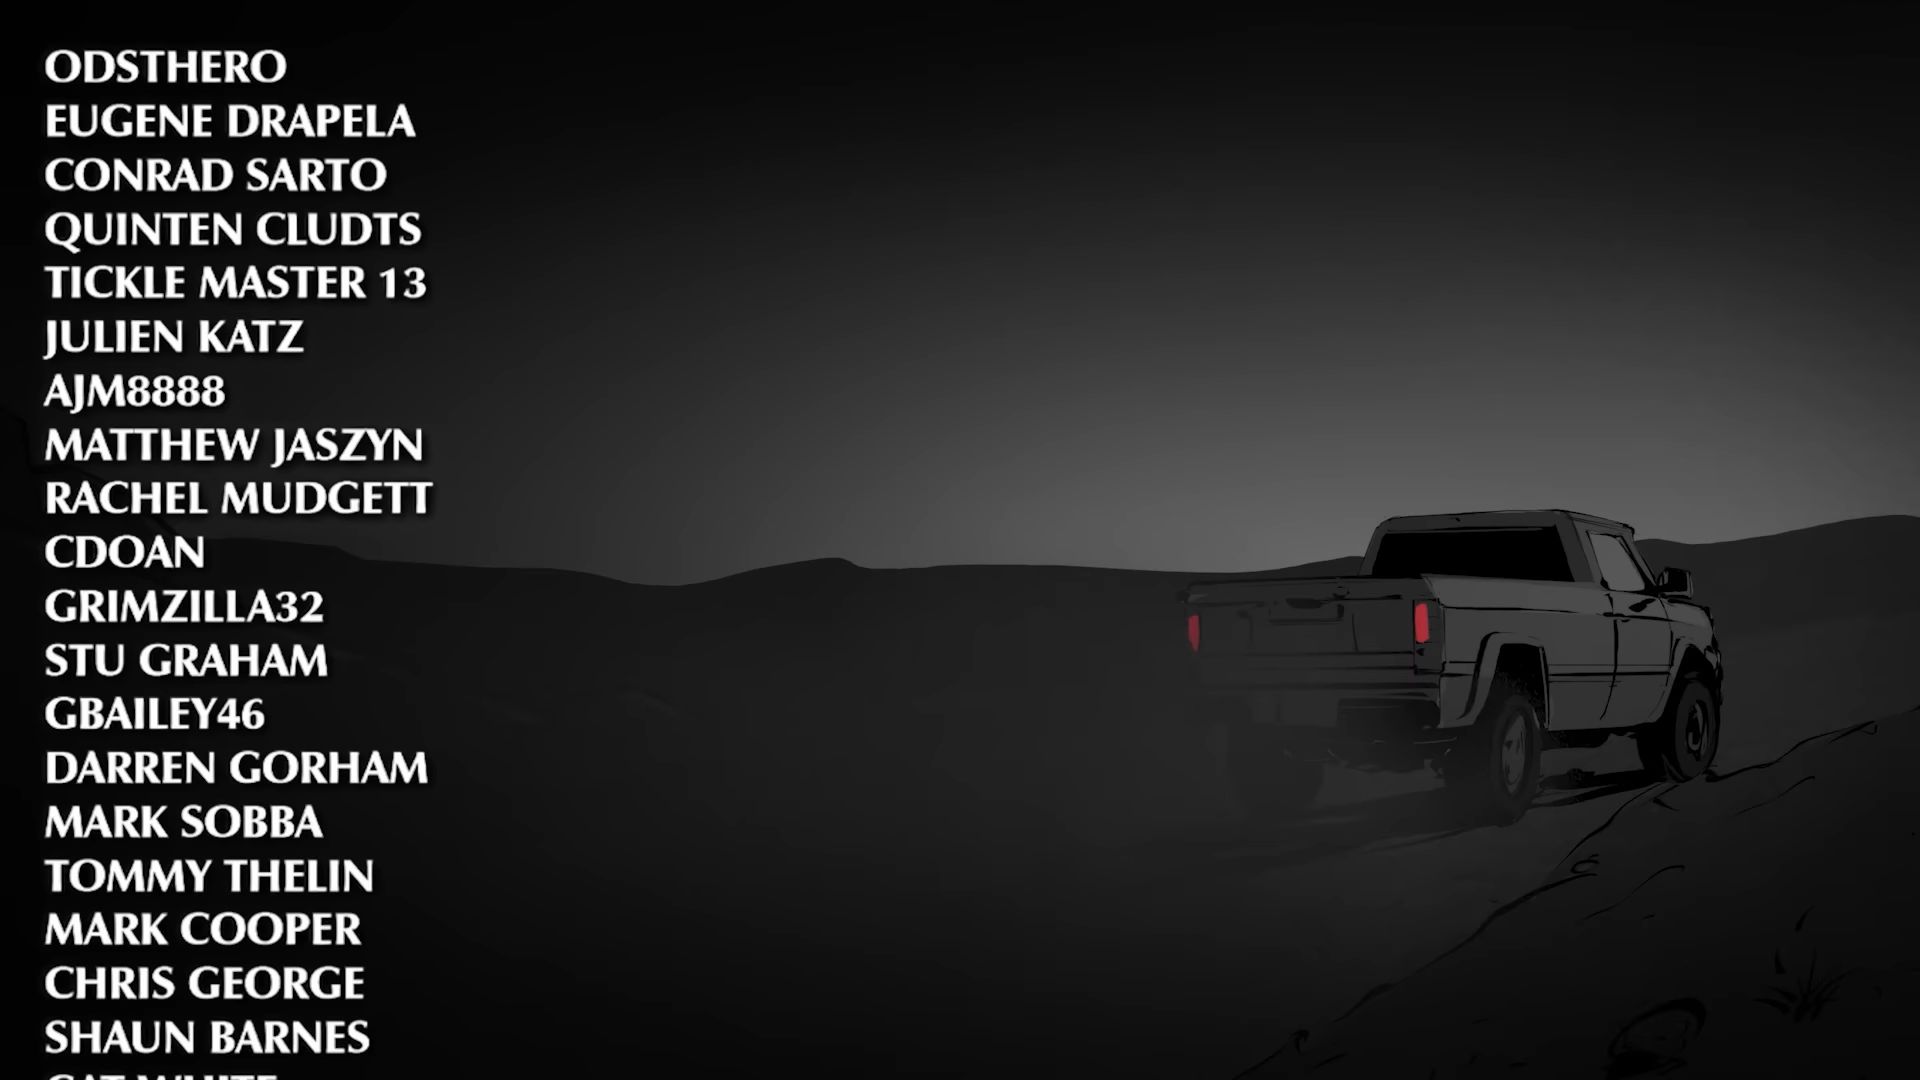 ODSTHERO
EUGENE DRAPELA
CONRAD SARTO
QUINTEN CLUDTS
TICKLE MASTER 13
JULIEN KATZ
AJM8888
MATTHEW JASZYN
RACHEL MUDGETT
CDOAN
GRIMZILLA32
STU GRAHAM
GBAILEY46
DARREN GORHAM
MARK SOBBA
TOMMY THELIN
MARK COOPER
CHRIS GEORGE
SHAUN BARNES